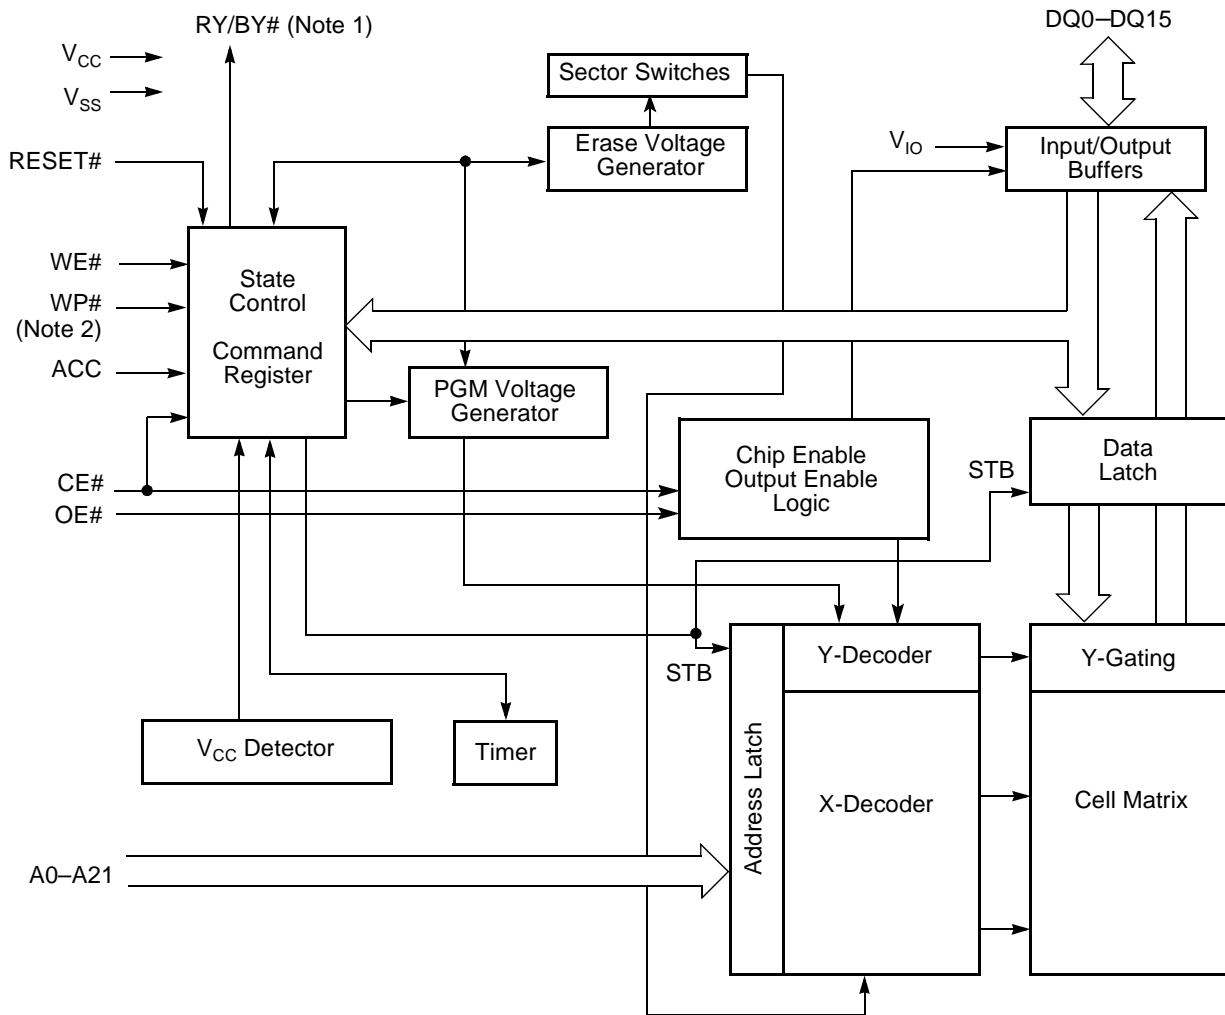 RY/BY# (Note 1)
DQ0–DQ15
VCC
VSS
Sector Switches
Erase Voltage
Generator
VIO
Input/Output
Buffers
RESET#
WE#
WP#
(Note 2)
ACC
State
Control
Command
Register
PGM Voltage
Generator
Chip Enable
Output Enable
Logic
STB
Data
Latch
CE#
OE#
STB
Address Latch
Y-Decoder
Y-Gating
VCC Detector
Timer
X-Decoder
Cell Matrix
A0–A21